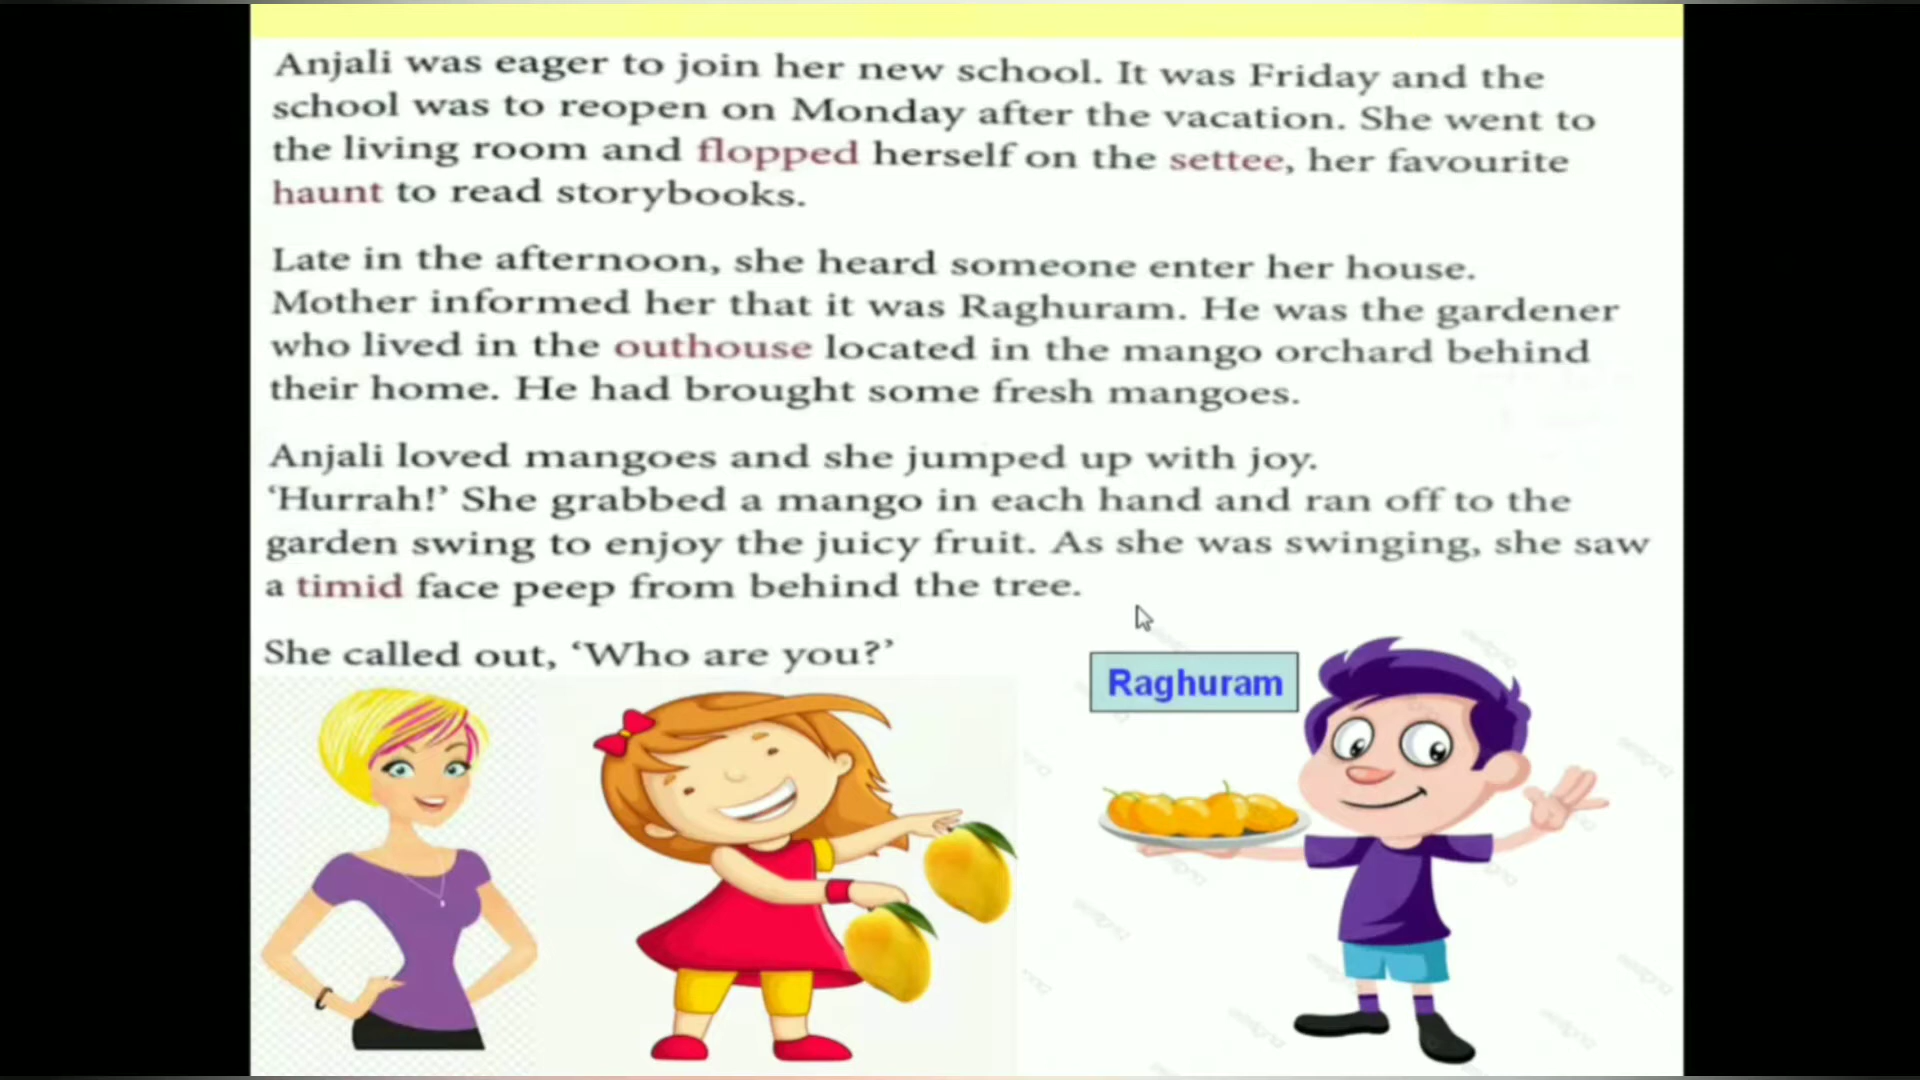 Anjali was eager to join her new school. It was Friday and the
school was to reopen on Monday after the vacation. She went to
the living room and flopped herself on the settee, her favourite
haunt to read storybooks.
Late in the afternoon, she heard someone enter her house.
Mother informed her that it was Raghuram. He was the gardener
who lived in the outhouse located in the mango orchard behind
their home. He had brought some fresh mangoes.
Anjali loved mangoes and she jumped up with joy.
‘Hurrah!’ She grabbed a mango in each hand and ran off to the
garden swing to enjoy the juicy fruit. As she was swinging, she saw
a timid face peep from behind the tree.
She called out, ‘Who are you?’
Raghuram